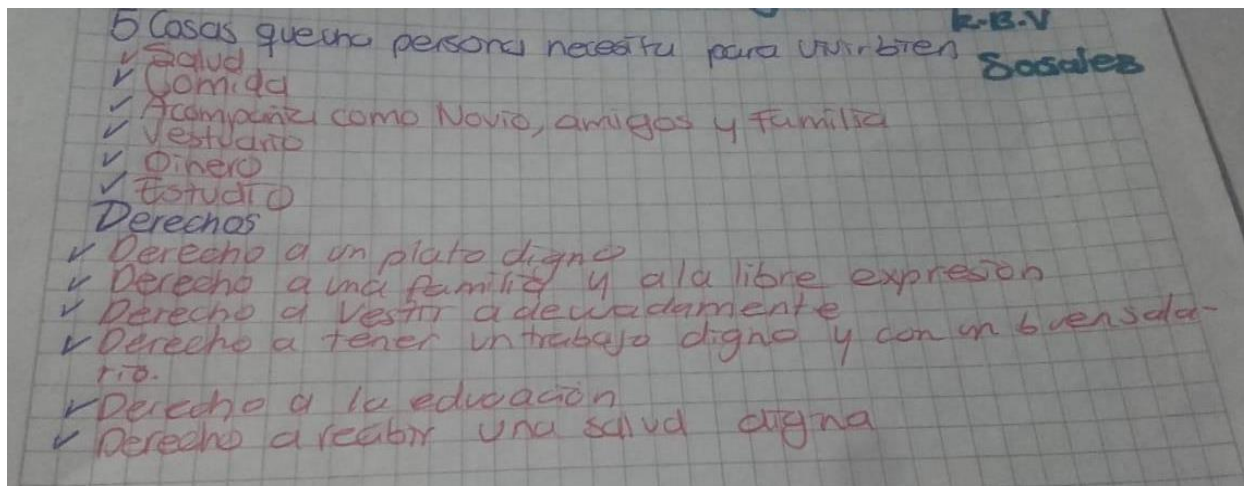 5 Cosas que una persona necesita para vivir bien
K.B.V
Sosales
Salud
Comida
Acompañz como Novio, amigos y Familia
Vestuario
Dinero
Estudio
Derechos
Derecho a un plato digno
Derecho a una familia y a la libre expresion
Derecho a Vestir adecuadamente
Derecho a tener un trabajo digno y con un buen sala-
rio.
Derecho a la educación
Derecho a recibir una salud digna